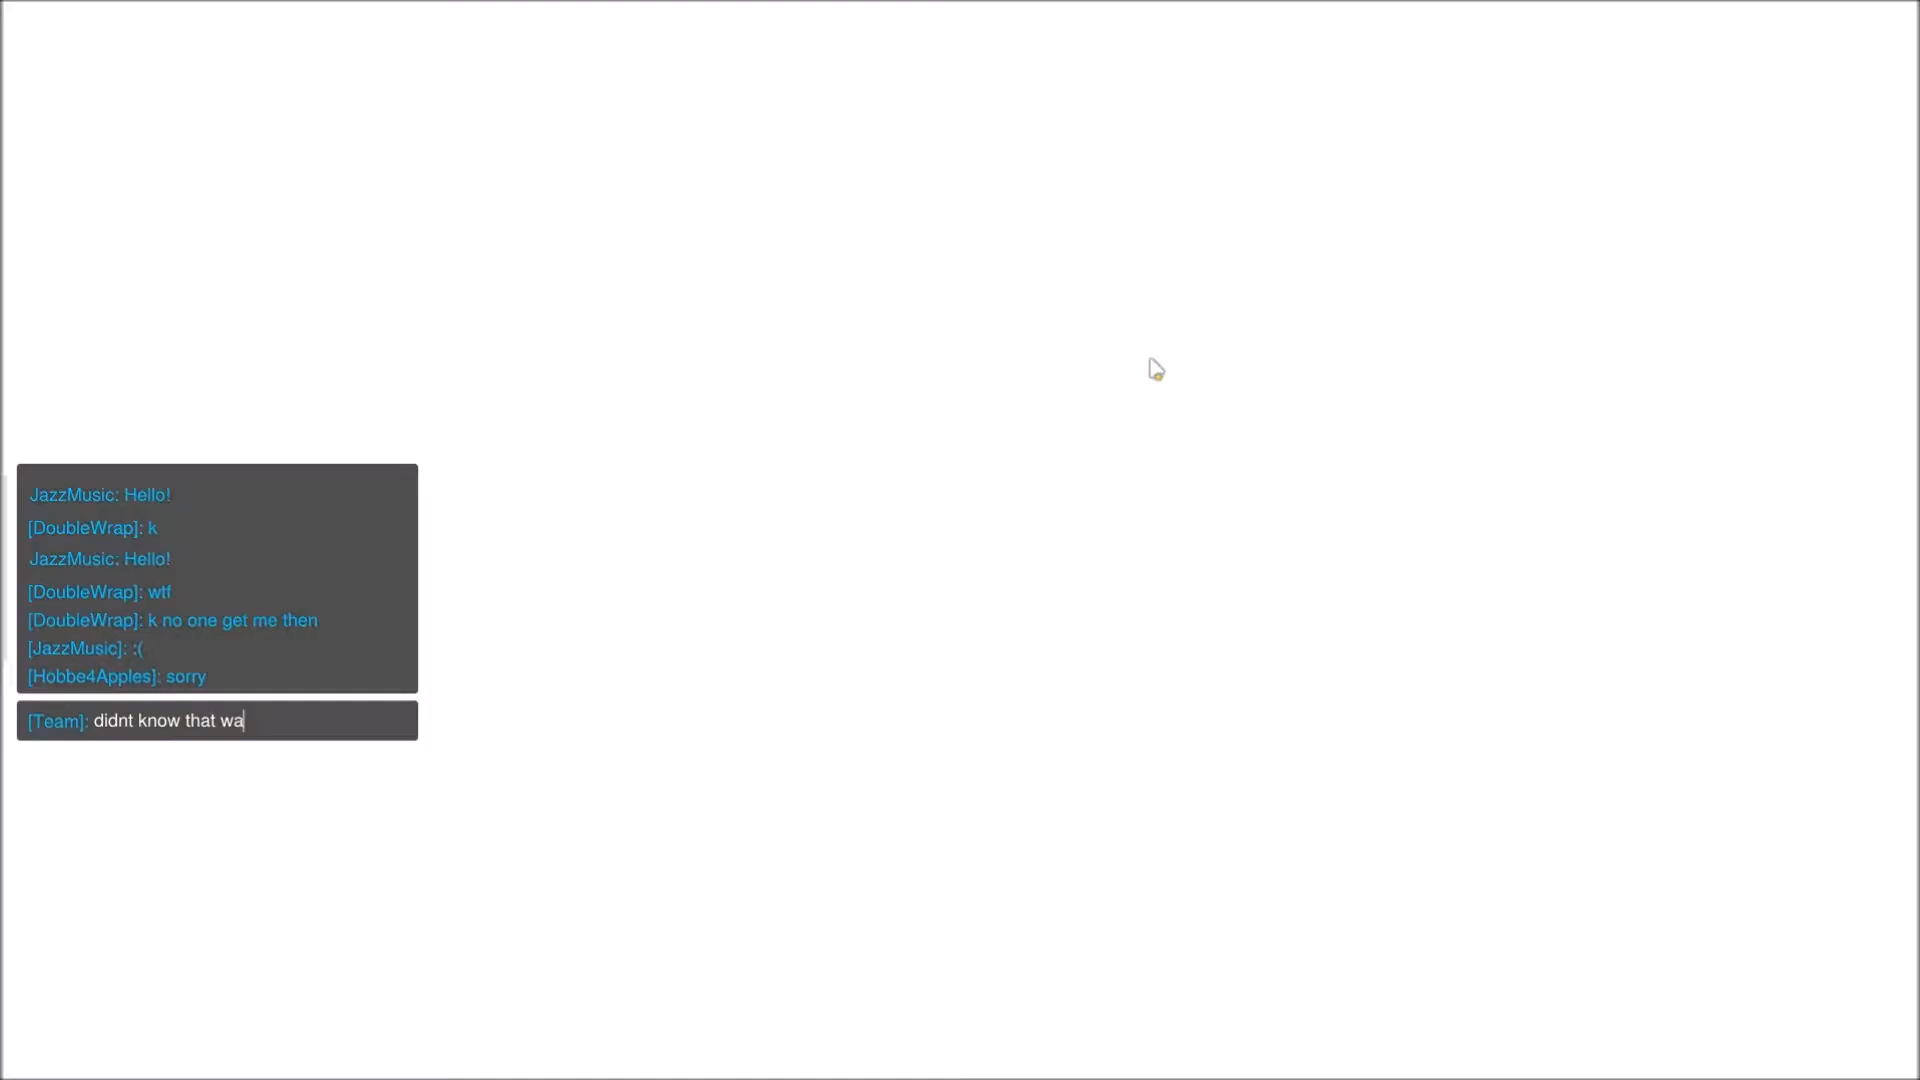 JazzMusic: Hello!
[DoubleWrap]: k
JazzMusic: Hello!
[DoubleWrap]: wtf
[DoubleWrap]: k no one get me then
[JazzMusic]: :(
[Hobbe4Apples]: sorry
[Team]: didnt know that wa